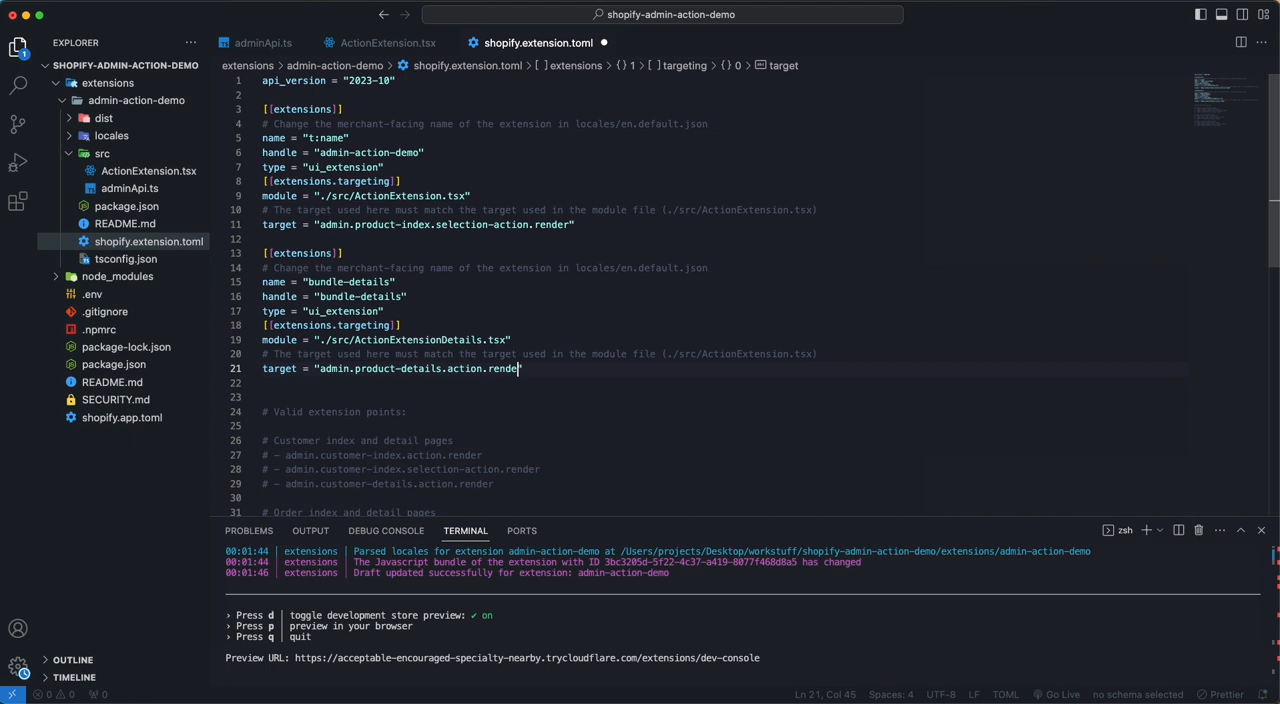 shopify-admin-action-demo
EXPLORER
SHOPIFY-ADMIN-ACTION-DEMO
extensions
admin-action-demo
dist
locales
src
ActionExtension.tsx
adminApi.ts
package.json
README.md
shopify.extension.toml
tsconfig.json
node_modules
.env
.gitignore
.npmrc
package-lock.json
package.json
README.md
SECURITY.md
shopify.app.toml
OUTLINE
TIMELINE
adminApi.ts ActionExtension.tsx shopify.extension.toml
extensions > admin-action-demo > shopify.extension.toml > [ ] extensions > { } 1 > [ ] targeting > { } 0 > target
1 api_version = "2023-10"
2
3 [[extensions]]
4 # Change the merchant-facing name of the extension in locales/en.default.json
5 name = "t:name"
6 handle = "admin-action-demo"
7 type = "ui_extension"
8 [[extensions.targeting]]
9 module = "./src/ActionExtension.tsx"
10 # The target used here must match the target used in the module file (./src/ActionExtension.tsx)
11 target = "admin.product-index.selection-action.render"
12
13 [[extensions]]
14 # Change the merchant-facing name of the extension in locales/en.default.json
15 name = "bundle-details"
16 handle = "bundle-details"
17 type = "ui_extension"
18 [[extensions.targeting]]
19 module = "./src/ActionExtensionDetails.tsx"
20 # The target used here must match the target used in the module file (./src/ActionExtension.tsx)
21 target = "admin.product-details.action.rende"
22
23
24 # Valid extension points:
25
26 # Customer index and detail pages
27 # - admin.customer-index.action.render
28 # - admin.customer-index.selection-action.render
29 # - admin.customer-details.action.render
30
31 # Order index and detail pages
PROBLEMS OUTPUT DEBUG CONSOLE TERMINAL PORTS
zsh
00:01:44 | extensions | Parsed locales for extension admin-action-demo at /Users/projects/Desktop/workstuff/shopify-admin-action-demo/extensions/admin-action-demo
00:01:44 | extensions | The Javascript bundle of the extension with ID 3bc3205d-5f22-4c37-a419-8077f468d8a5 has changed
00:01:46 | extensions | Draft updated successfully for extension: admin-action-demo
› Press d | toggle development store preview: ✔ on
› Press p | preview in your browser
› Press q | quit
Preview URL: https://acceptable-encouraged-specialty-nearby.trycloudflare.com/extensions/dev-console
0 0 0 Ln 21, Col 45 Spaces: 4 UTF-8 LF TOML Go Live no schema selected Prettier